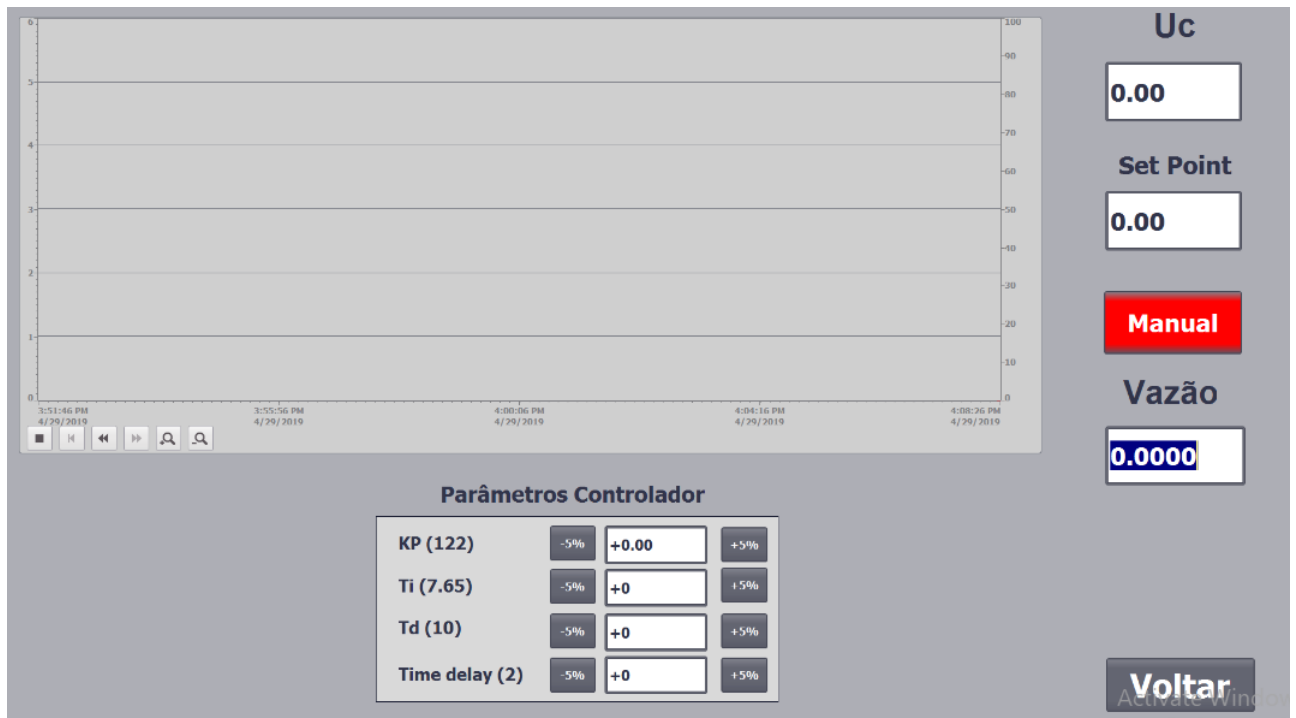 6
5
4
3
2
1
0
100
90
80
70
60
50
40
30
20
10
0
3:51:46 PM
4/29/2019
3:55:56 PM
4/29/2019
4:00:06 PM
4/29/2019
4:04:16 PM
4/29/2019
4:08:26 PM
4/29/2019
Uc
0.00
Set Point
0.00
Manual
Vazão
0.0000
Parâmetros Controlador
KP (122) -5% +0.00 +5%
Ti (7.65) -5% +0 +5%
Td (10) -5% +0 +5%
Time delay (2) -5% +0 +5%
Voltar
Activate Window